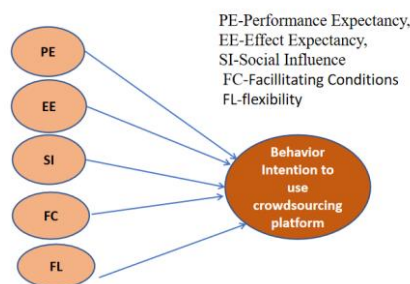 PE-Performance Expectancy,
EE-Effect Expectancy,
SI-Social Influence
FC-Facillitating Conditions
FL-flexibility
PE
EE
SI
FC
FL
Behavior
Intention to
use
crowdsourcing
platform